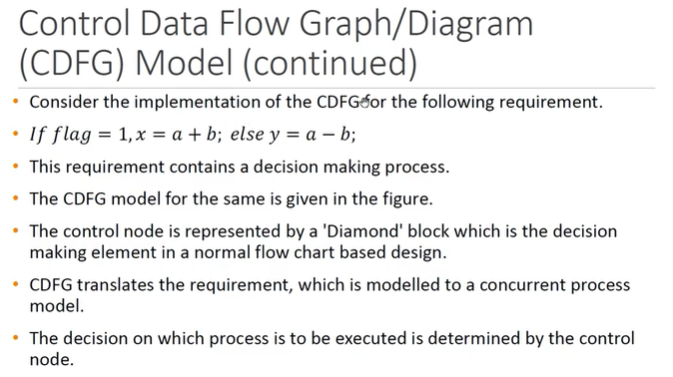 Control Data Flow Graph/Diagram
(CDFG) Model (continued)
• Consider the implementation of the CDFG for the following requirement.
• If flag = 1, x = a + b; else y = a − b;
• This requirement contains a decision making process.
• The CDFG model for the same is given in the figure.
• The control node is represented by a 'Diamond' block which is the decision
making element in a normal flow chart based design.
• CDFG translates the requirement, which is modelled to a concurrent process
model.
• The decision on which process is to be executed is determined by the control
node.